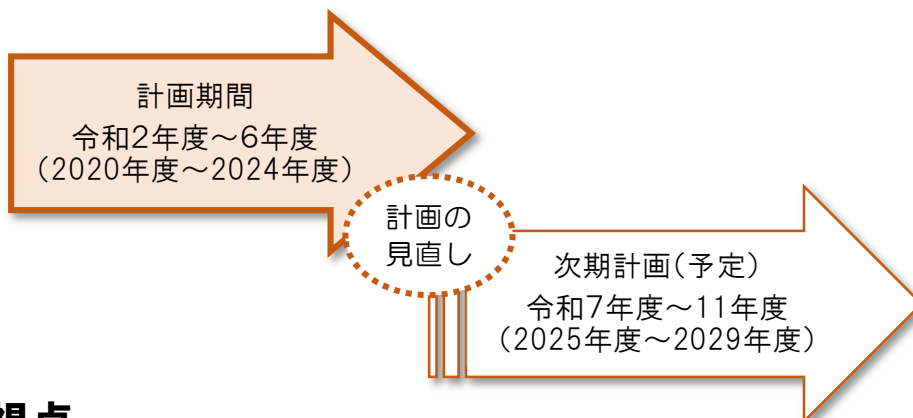 計画期間
令和2年度～6年度
（2020年度～2024年度）
計画の
見直し
次期計画（予定）
令和7年度～11年度
（2025年度～2029年度）
視点